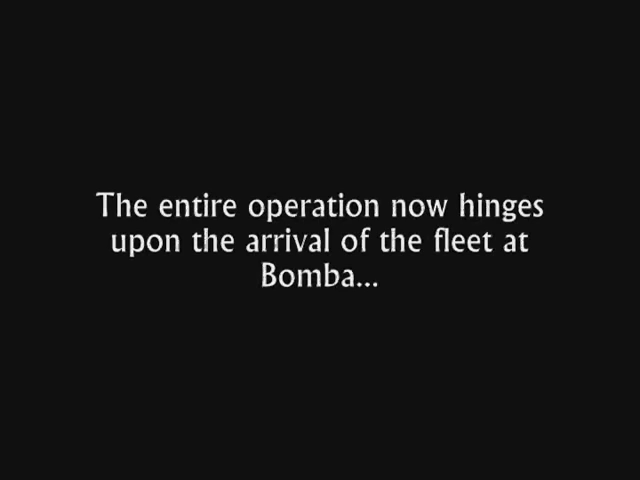 The entire operation now hinges
upon the arrival of the fleet at
Bomba...